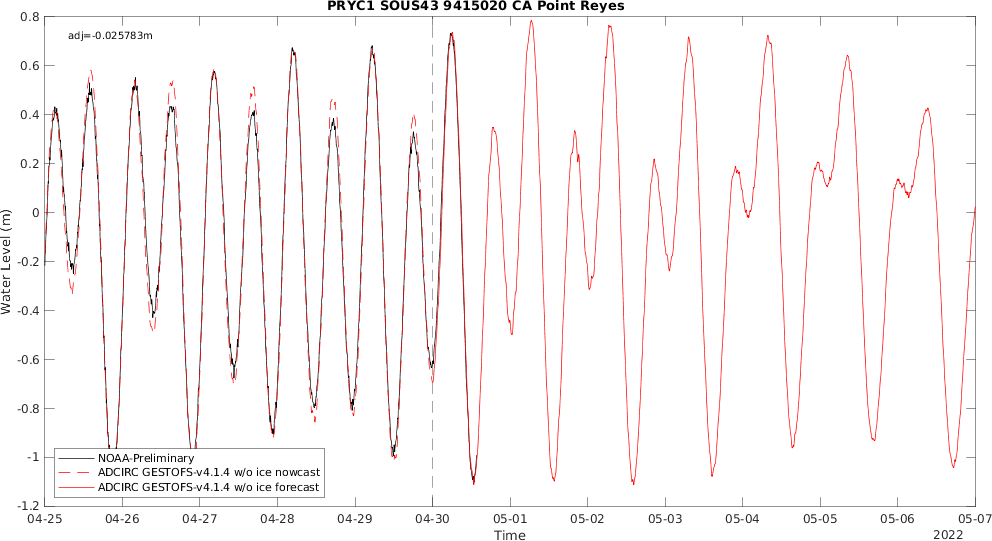 PRYC1 SOUS43 9415020 CA Point Reyes
adj=-0.025783m
0.8
0.6
0.4
0.2
0
-0.2
-0.4
-0.6
-0.8
-1
-1.2
Water Level (m)
NOAA-Preliminary
ADCIRC GESTOFS-v4.1.4 w/o ice nowcast
ADCIRC GESTOFS-v4.1.4 w/o ice forecast
04-25 04-26 04-27 04-28 04-29 04-30 05-01 05-02 05-03 05-04 05-05 05-06 05-07
Time
2022